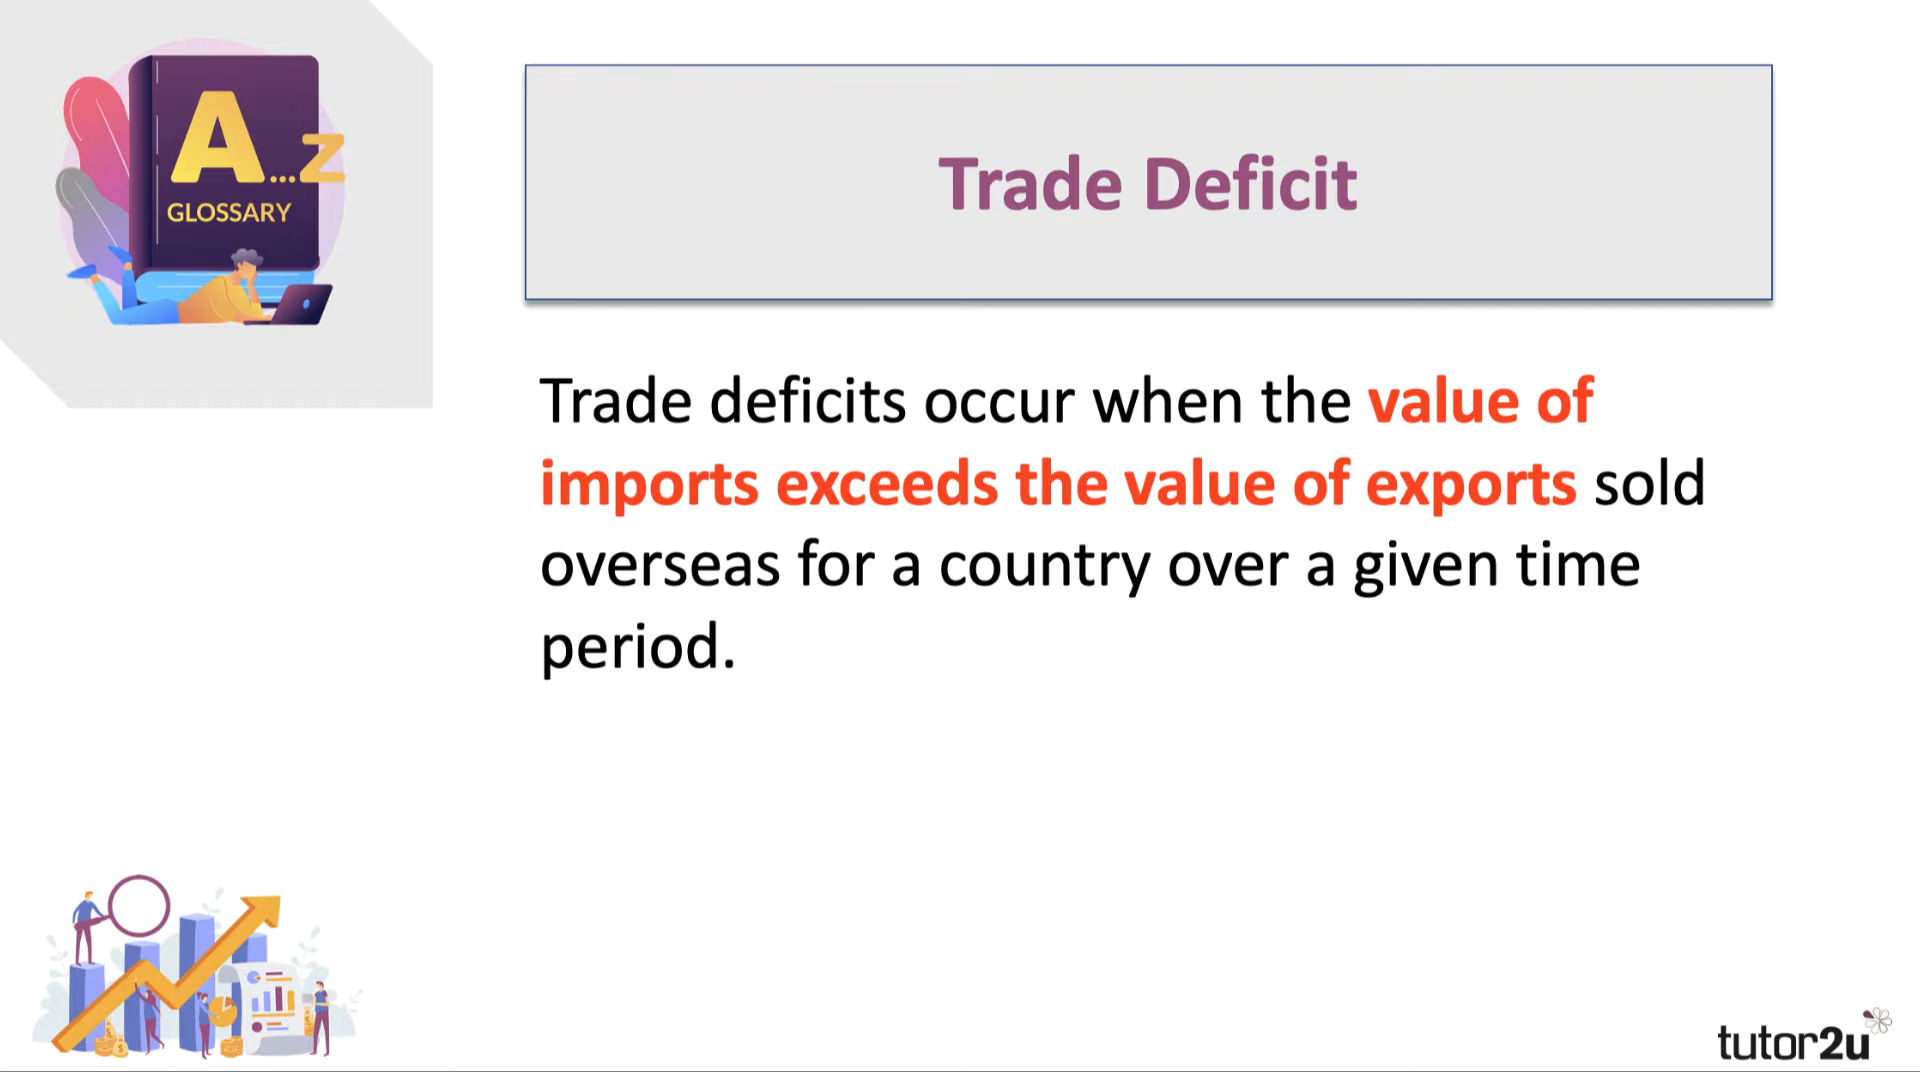 A...Z
GLOSSARY
Trade Deficit
Trade deficits occur when the value of
imports exceeds the value of exports sold
overseas for a country over a given time
period.
tutor2u